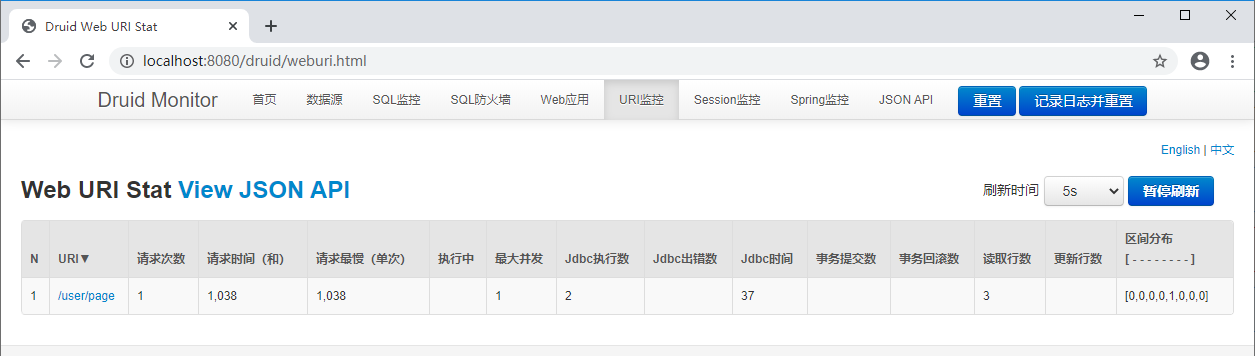 Druid Web URI Stat
localhost:8080/druid/weburi.html
Druid Monitor 首页 数据源 SQL监控 SQL防火墙 Web应用 URI监控 Session监控 Spring监控 JSON API 重置 记录日志并重置
English | 中文
Web URI Stat View JSON API 刷新时间 5s 暂停刷新
N URI▼ 请求次数 请求时间（和） 请求最慢（单次） 执行中 最大并发 Jdbc执行数 Jdbc出错数 Jdbc时间 事务提交数 事务回滚数 读取行数 更新行数 区间分布
[ - - - - - - - - ]
1 /user/page 1 1,038 1,038 1 2 37 3 [0,0,0,0,1,0,0,0]